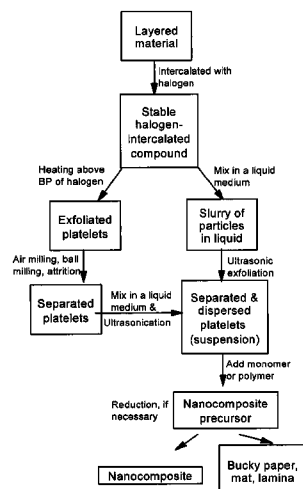 Layered
material
Intercalated with
halogen
Stable
halogen-
intercalated
compound
Heating above
BP of halogen
Mix in a liquid
medium
Exfoliated
platelets
Slurry of
particles
in liquid
Air milling, ball
milling, attrition
Ultrasonic
exfoliation
Separated
platelets
Mix in a liquid
medium &
Ultrasonication
Separated &
dispersed
platelets
(suspension)
Add monomer
or polymer
Reduction, if
necessary
Nanocomposite
precursor
Nanocomposite
Bucky paper,
mat, lamina